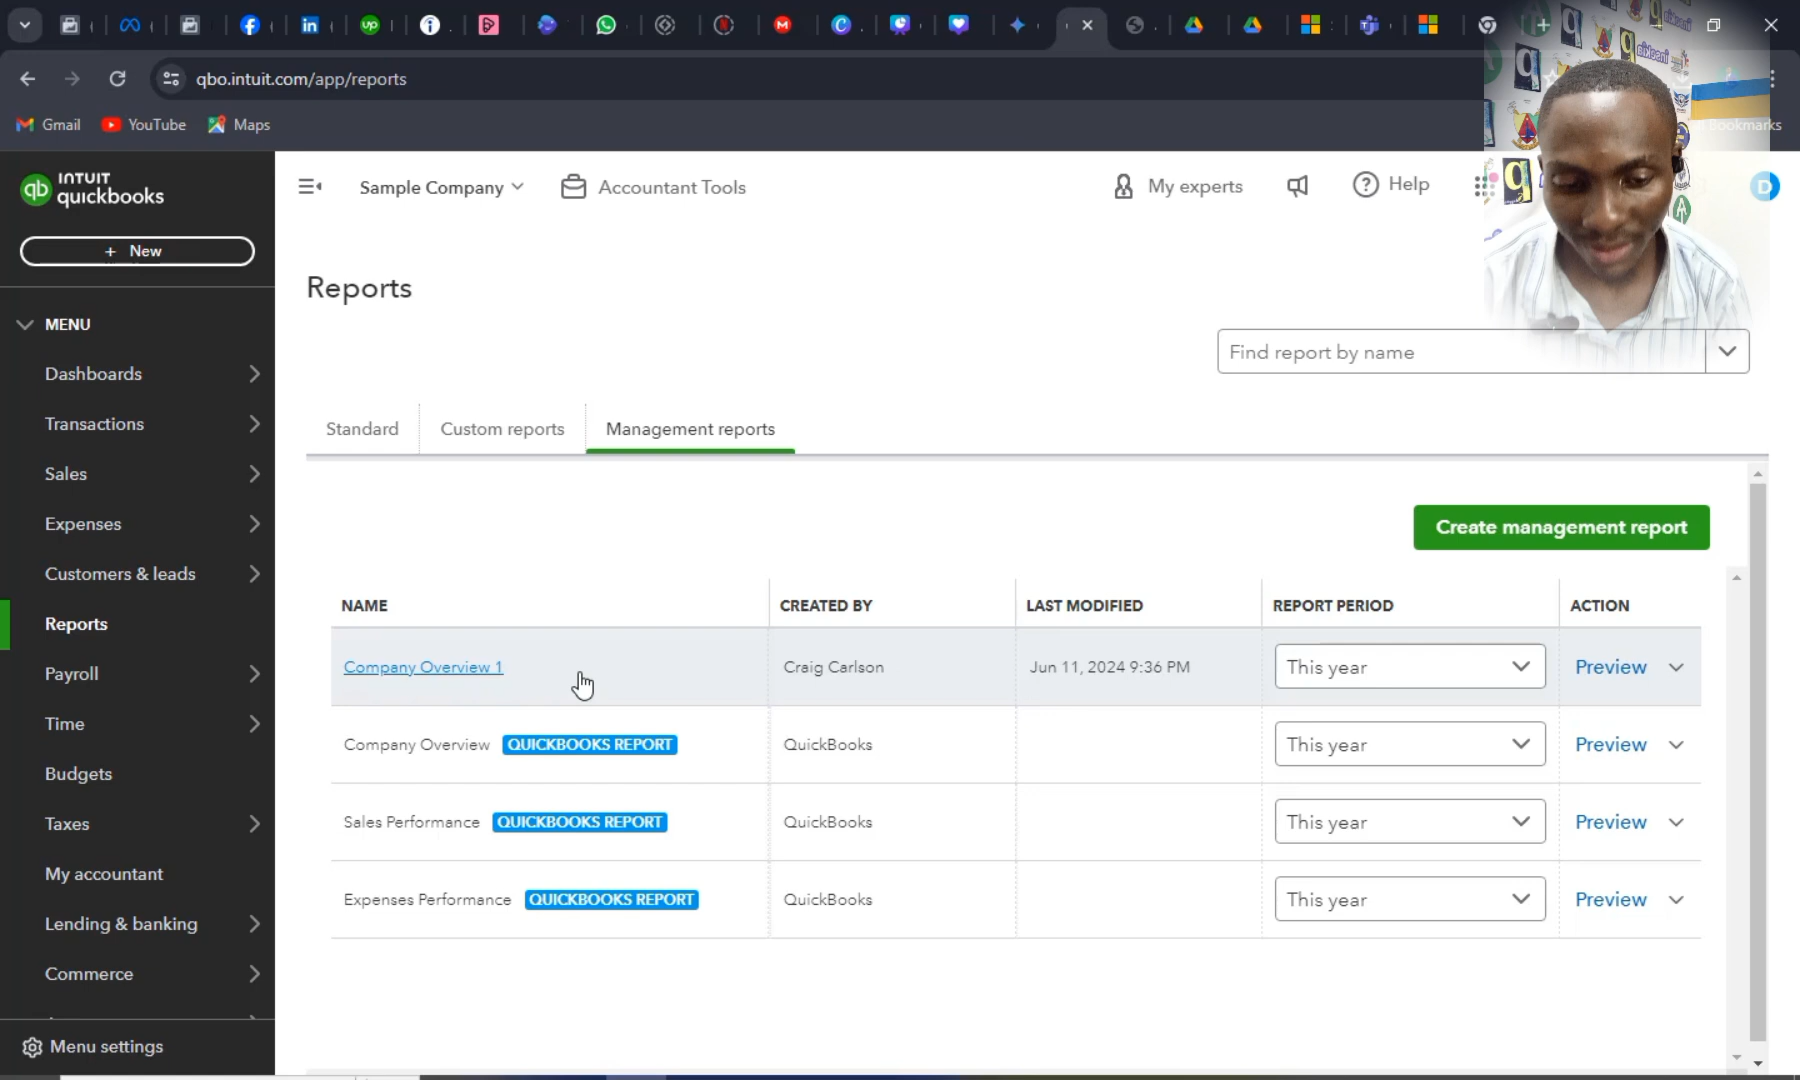 qbo.intuit.com/app/reports
Gmail YouTube Maps Bookmarks
INTUIT
quickbooks
Sample Company Accountant Tools My experts Help D
+ New
Reports
MENU
Find report by name
Dashboards
Transactions
Standard Custom reports Management reports
Sales
Expenses
Create management report
Customers & leads
NAME CREATED BY LAST MODIFIED REPORT PERIOD ACTION
Reports
Company Overview 1 Craig Carlson Jun 11, 2024 9:36 PM This year Preview
Payroll
Time
Company Overview QUICKBOOKS REPORT QuickBooks This year Preview
Budgets
Taxes
Sales Performance QUICKBOOKS REPORT QuickBooks This year Preview
My accountant
Expenses Performance QUICKBOOKS REPORT QuickBooks This year Preview
Lending & banking
Commerce
Menu settings